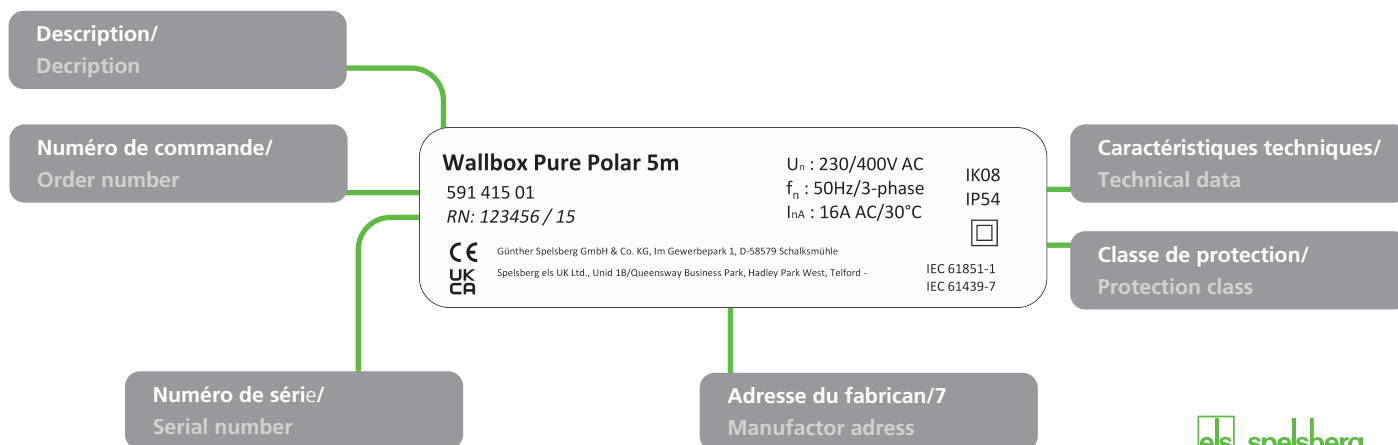 Description/
Decription
Numéro de commande/
Order number
Wallbox Pure Polar 5m
591 415 01
RN: 123456 / 15
Uₙ : 230/400V AC
fₙ : 50Hz/3-phase
InA : 16A AC/30°C
IK08
IP54
CE
Günther Spelsberg GmbH & Co. KG, Im Gewerbepark 1, D-58579 Schalksmühle
UK
CA
Spelsberg els UK Ltd., Unid 1B/Queensway Business Park, Hadley Park West, Telford -
IEC 61851-1
IEC 61439-7
Caractéristiques techniques/
Technical data
Classe de protection/
Protection class
Numéro de série/
Serial number
Adresse du fabrican/7
Manufactor adress
els spelsberg